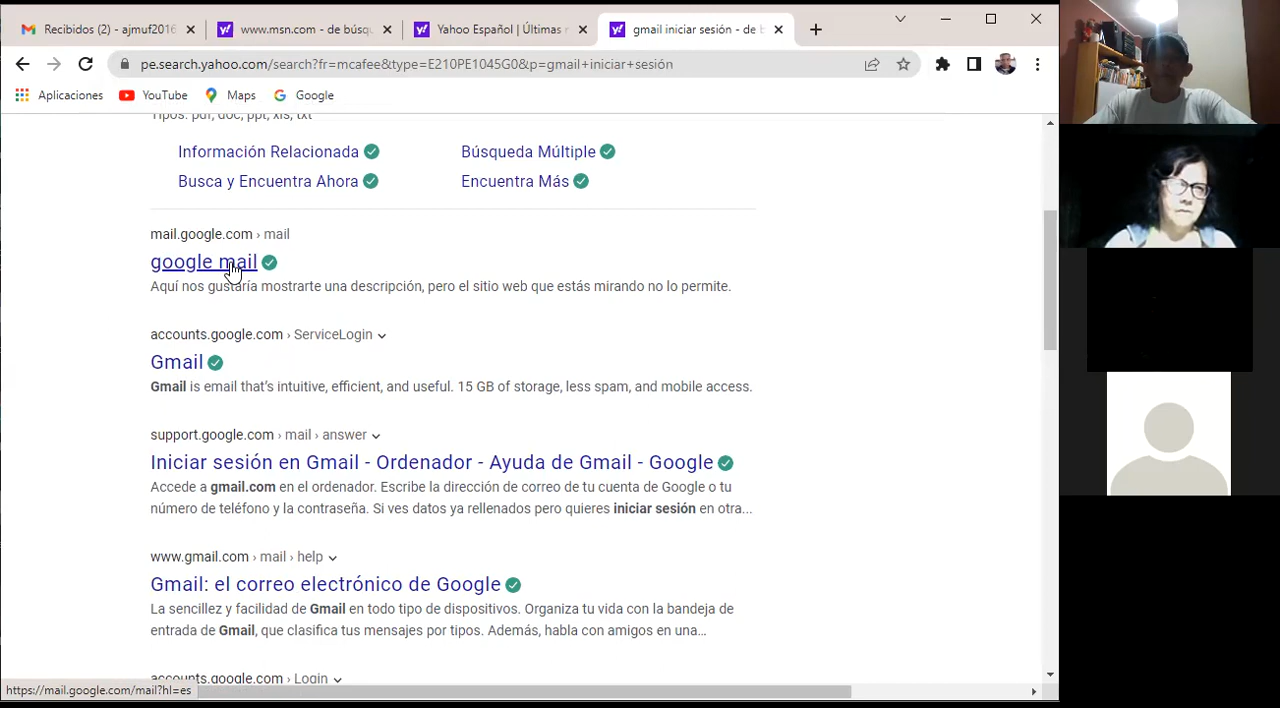 Recibidos (2) - ajmuf2016
www.msn.com - de búsqu
Yahoo Español | Últimas n
gmail iniciar sesión - de b
pe.search.yahoo.com/search?fr=mcafee&type=E210PE1045G0&p=gmail+iniciar+sesión
Aplicaciones
YouTube
Maps
Google
Tipos: pdf, doc, ppt, xls, txt
Información Relacionada
Búsqueda Múltiple
Busca y Encuentra Ahora
Encuentra Más
mail.google.com › mail
google mail
Aquí nos gustaría mostrarte una descripción, pero el sitio web que estás mirando no lo permite.
accounts.google.com › ServiceLogin
Gmail
Gmail is email that's intuitive, efficient, and useful. 15 GB of storage, less spam, and mobile access.
support.google.com › mail › answer
Iniciar sesión en Gmail - Ordenador - Ayuda de Gmail - Google
Accede a gmail.com en el ordenador. Escribe la dirección de correo de tu cuenta de Google o tu
número de teléfono y la contraseña. Si ves datos ya rellenados pero quieres iniciar sesión en otra...
www.gmail.com › mail › help
Gmail: el correo electrónico de Google
La sencillez y facilidad de Gmail en todo tipo de dispositivos. Organiza tu vida con la bandeja de
entrada de Gmail, que clasifica tus mensajes por tipos. Además, habla con amigos en una...
accounts.google.com › Login
https://mail.google.com/mail?hl=es